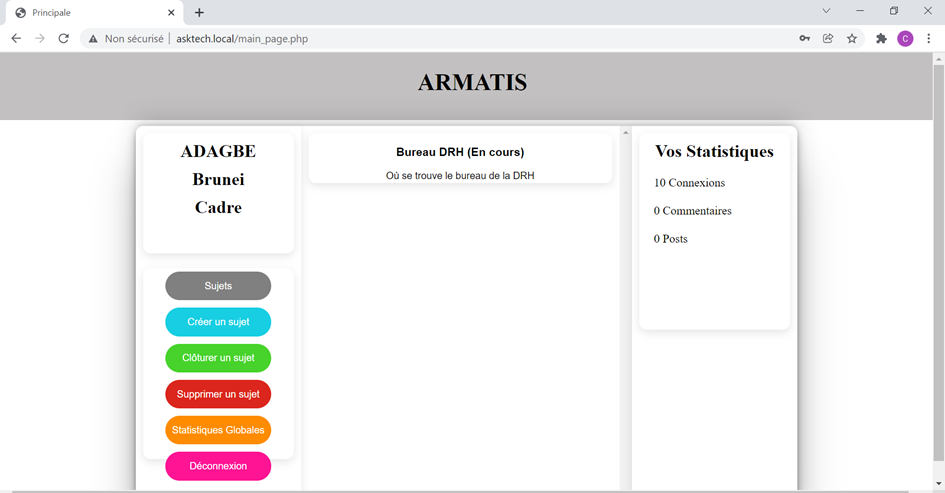 Principale
Non sécurisé | asktech.local/main_page.php
C
ARMATIS
ADAGBE
Brunei
Cadre
Sujets
Créer un sujet
Clôturer un sujet
Supprimer un sujet
Statistiques Globales
Déconnexion
Bureau DRH (En cours)
Où se trouve le bureau de la DRH
Vos Statistiques
10 Connexions
0 Commentaires
0 Posts